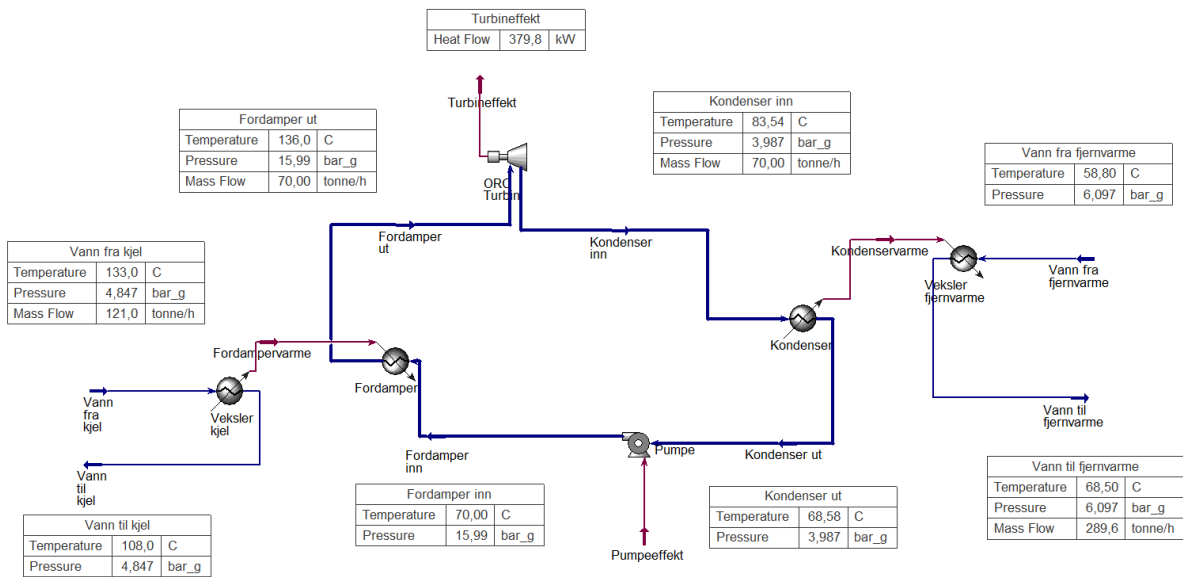 Turbineffekt
Heat Flow 379,8 kW
Turbineffekt
Fordamper ut
Temperature 136,0 C
Pressure 15,99 bar_g
Mass Flow 70,00 tonne/h
Kondenser inn
Temperature 83,54 C
Pressure 3,987 bar_g
Mass Flow 70,00 tonne/h
ORC
Turbin
Vann fra fjernvarme
Temperature 58,80 C
Pressure 6,097 bar_g
Fordamper
ut
Kondenser
inn
Kondenservarme
Vann fra kjel
Temperature 133,0 C
Pressure 4,847 bar_g
Mass Flow 121,0 tonne/h
Veksler
fjernvarme
Vann fra
fjernvarme
Fordampervarme
Kondenser
Fordamper
Vann
fra
kjel
Veksler
kjel
Vann til
fjernvarme
Fordamper
inn
Pumpe
Kondenser ut
Vann
til
kjel
Vann til kjel
Temperature 108,0 C
Pressure 4,847 bar_g
Fordamper inn
Temperature 70,00 C
Pressure 15,99 bar_g
Pumpeeffekt
Kondenser ut
Temperature 68,58 C
Pressure 3,987 bar_g
Vann til fjernvarme
Temperature 68,50 C
Pressure 6,097 bar_g
Mass Flow 289,6 tonne/h